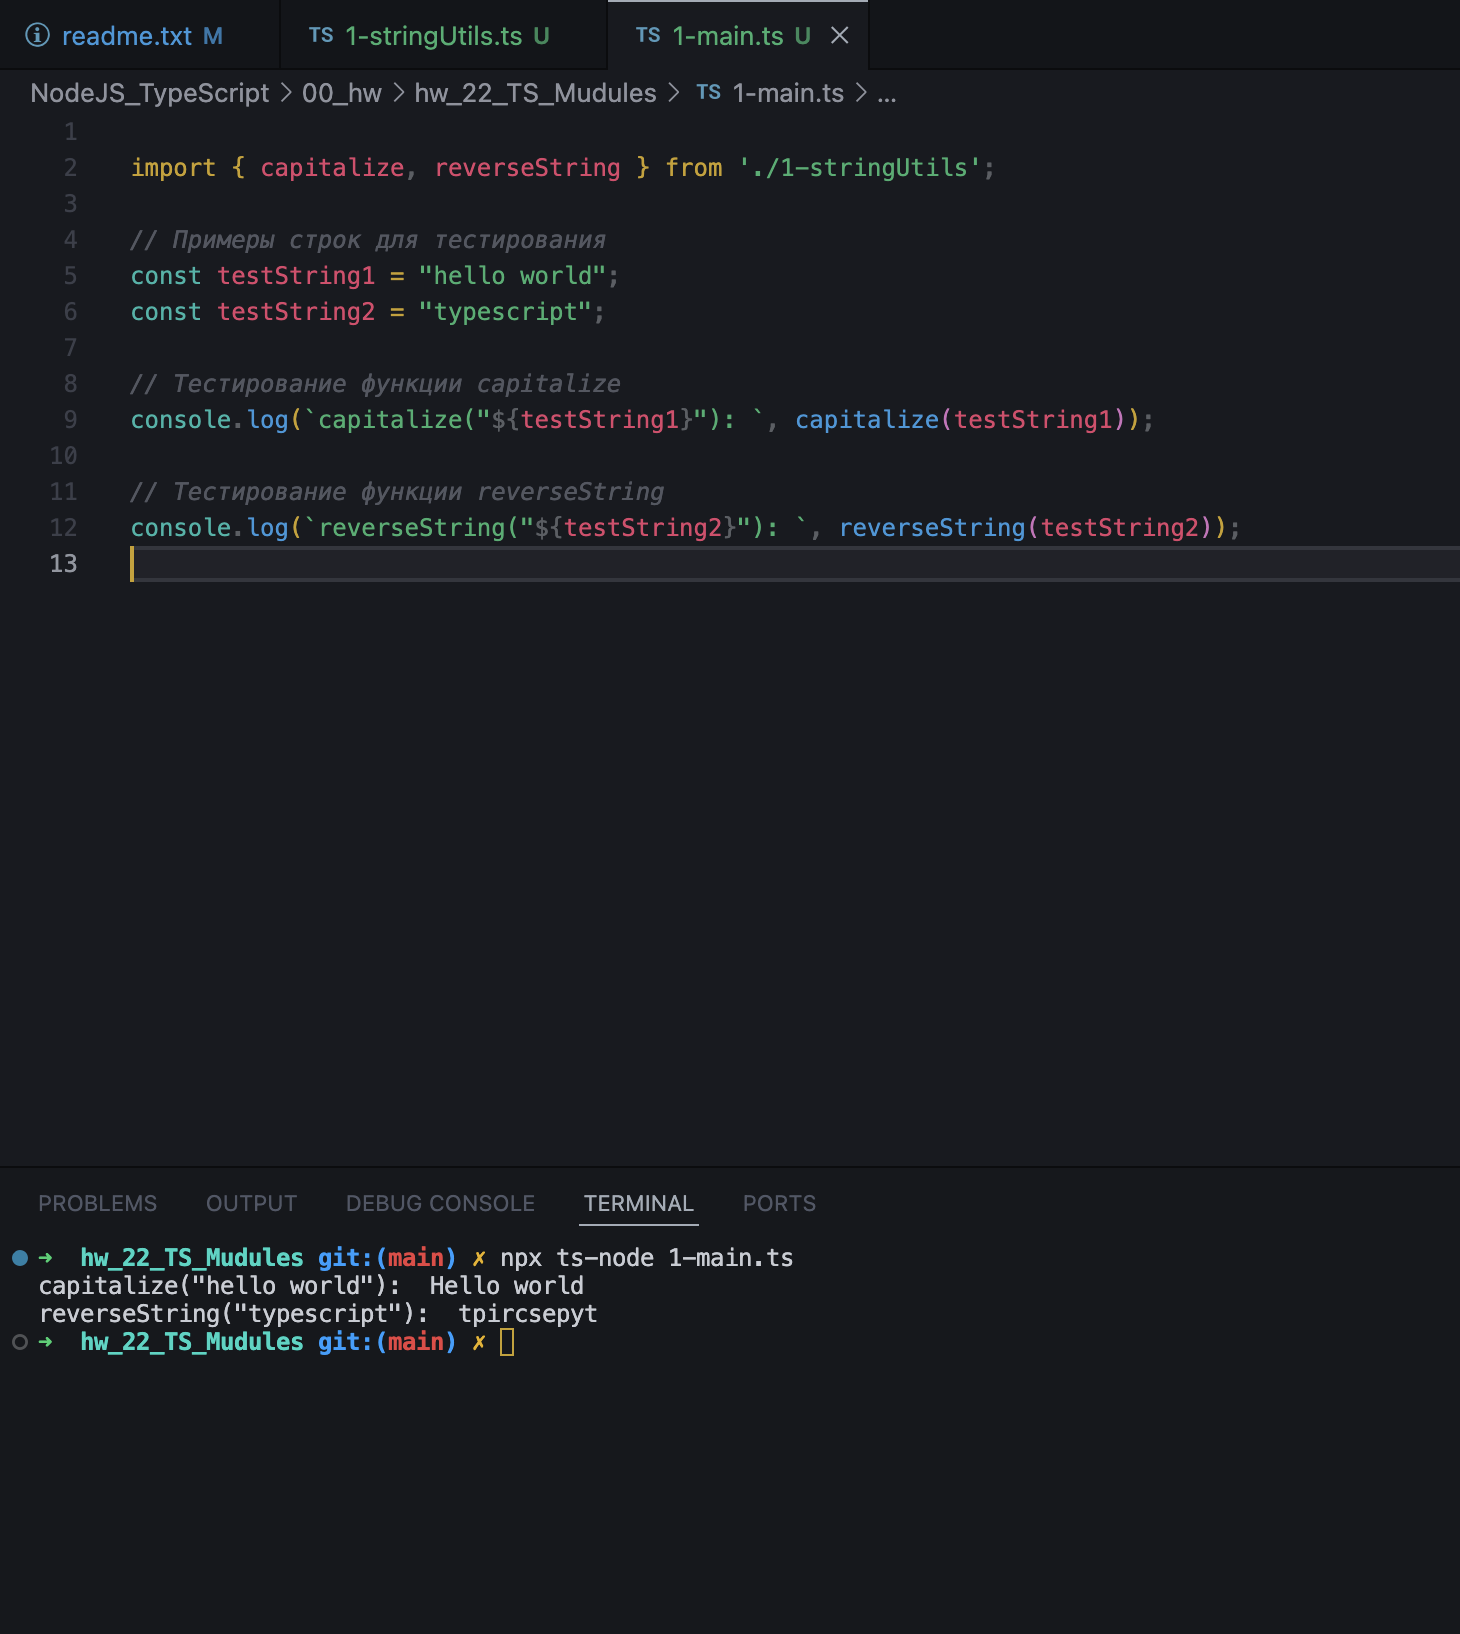 readme.txt M
TS 1-stringUtils.ts U
TS 1-main.ts U
NodeJS_TypeScript > 00_hw > hw_22_TS_Mudules > TS 1-main.ts > ...
1
2 import { capitalize, reverseString } from './1-stringUtils';
3
4 // Примеры строк для тестирования
5 const testString1 = "hello world";
6 const testString2 = "typescript";
7
8 // Тестирование функции capitalize
9 console.log(`capitalize("${testString1}"): `, capitalize(testString1));
10
11 // Тестирование функции reverseString
12 console.log(`reverseString("${testString2}"): `, reverseString(testString2));
13
PROBLEMS OUTPUT DEBUG CONSOLE TERMINAL PORTS
➜ hw_22_TS_Mudules git:(main) ✗ npx ts-node 1-main.ts
capitalize("hello world"):  Hello world
reverseString("typescript"):  tpircsepyt
➜ hw_22_TS_Mudules git:(main) ✗